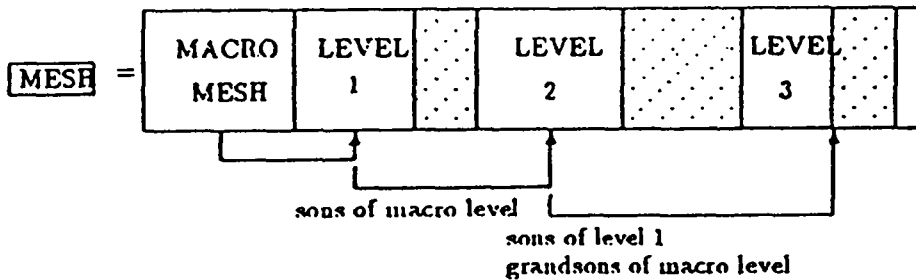 MACRO LEVEL LEVEL LEVEL
MESH =
MESH 1 2 3
sons of macro level
sons of level 1
grandsons of macro level